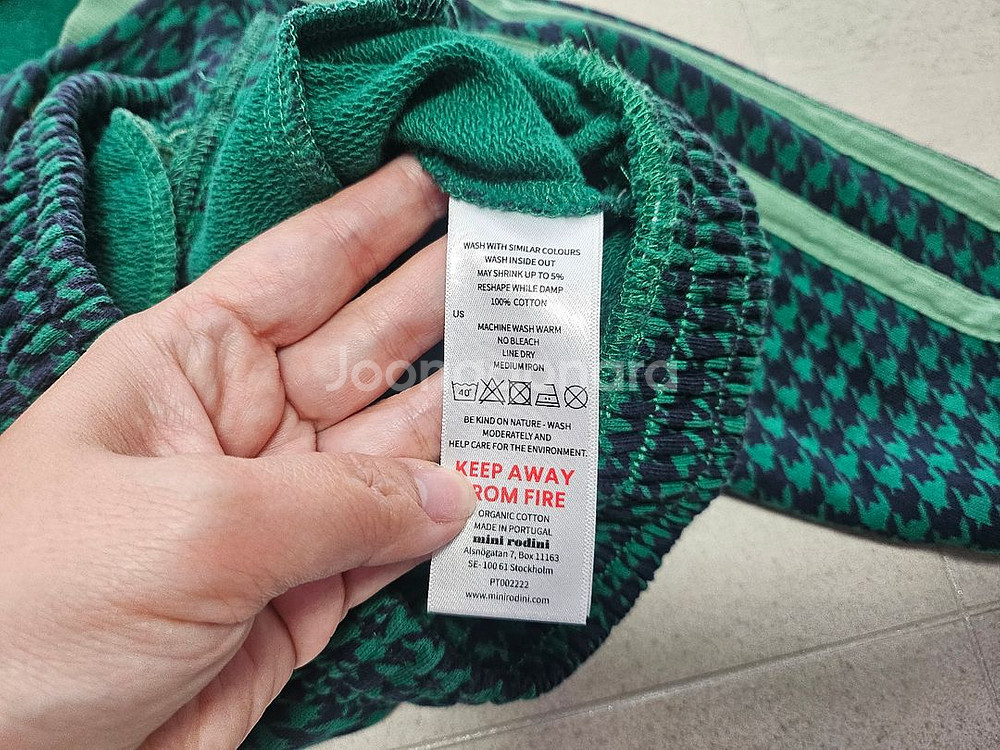 WASH WITH SIMILAR COLOURS
WASH INSIDE OUT
MAY SHRINK UP TO 5%
RESHAPE WHILE DAMP
100% COTTON
US
MACHINE WASH WARM
NO BLEACH
LINE DRY
MEDIUM IRON
40°
BE KIND ON NATURE - WASH
MODERATELY AND
HELP CARE FOR THE ENVIRONMENT.
KEEP AWAY
FROM FIRE
ORGANIC COTTON
MADE IN PORTUGAL
mini rodini
Alsnögatan 7, Box 11163
SE- 100 61 Stockholm
PT002222
www.minirodini.com